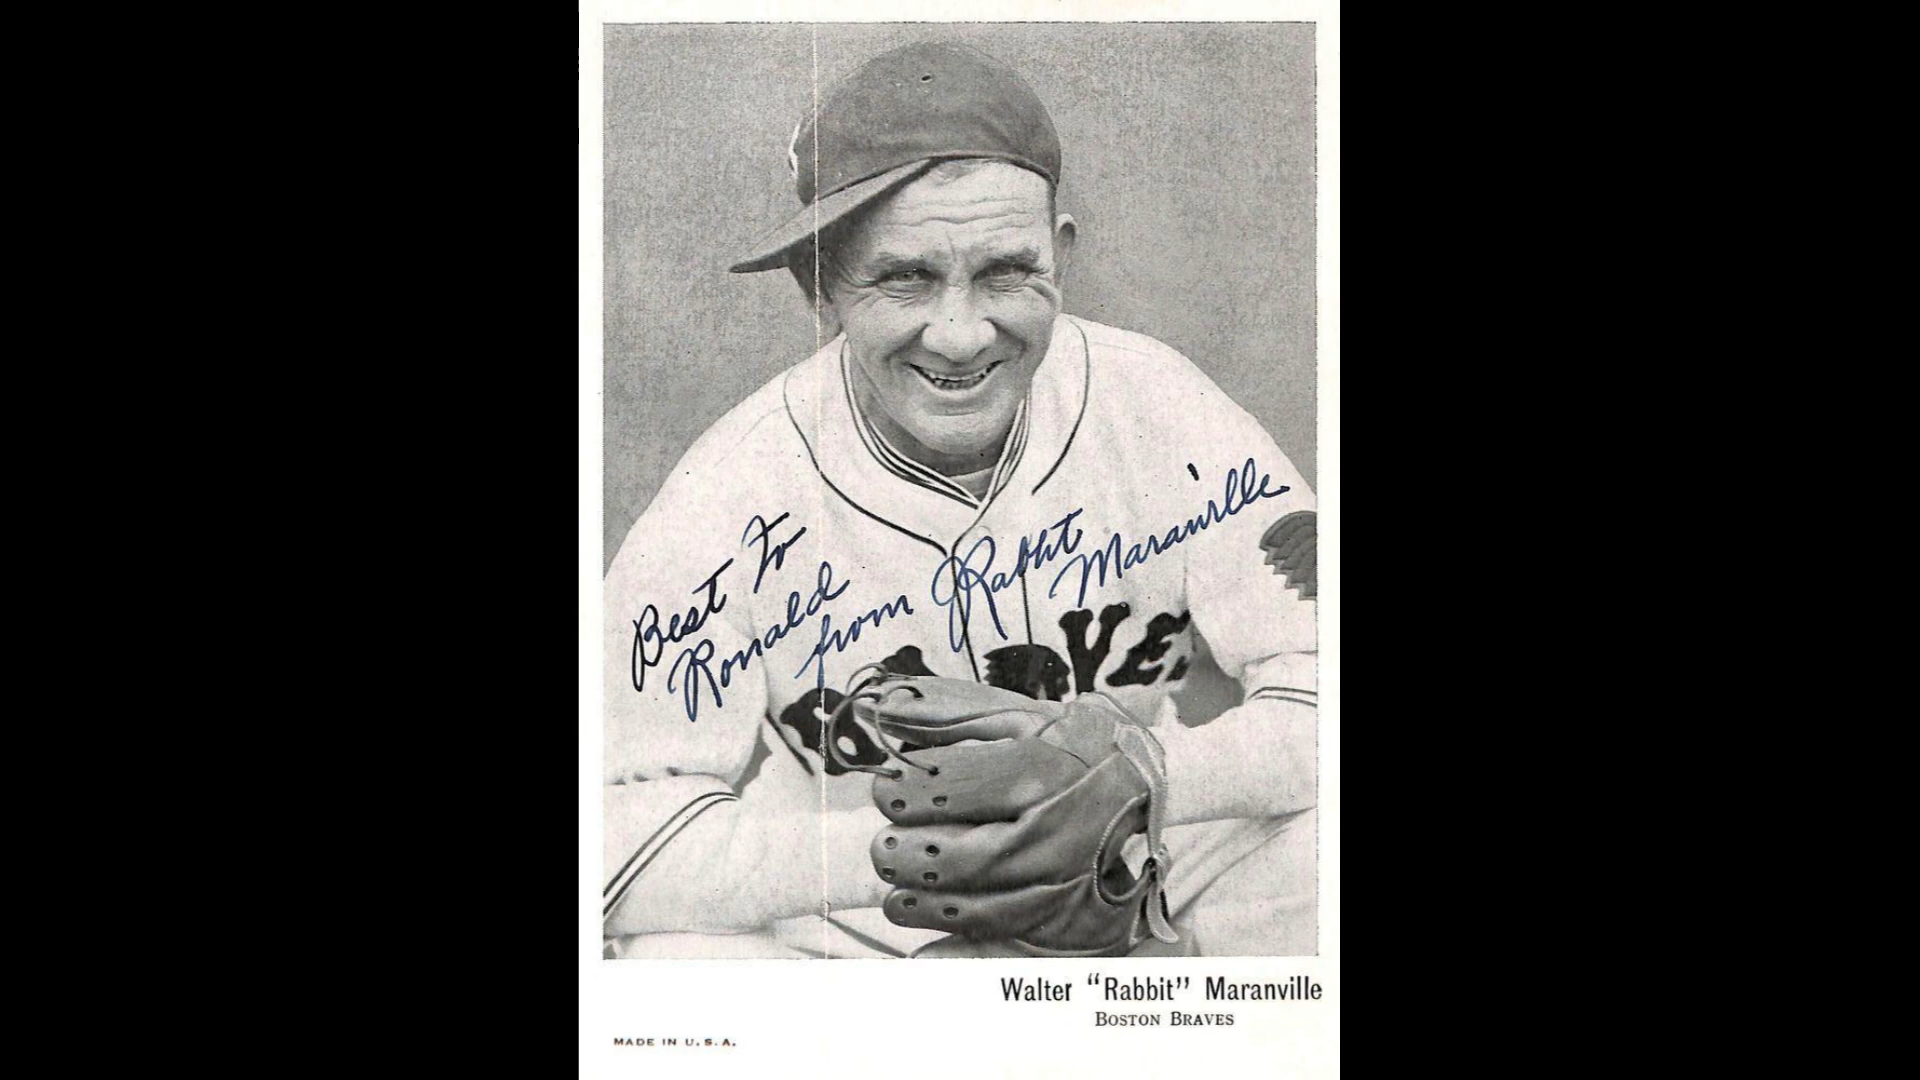 Best To
Ronald
from Rabbit
Maranville
Walter “Rabbit” Maranville
BOSTON BRAVES
MADE IN U.S.A.